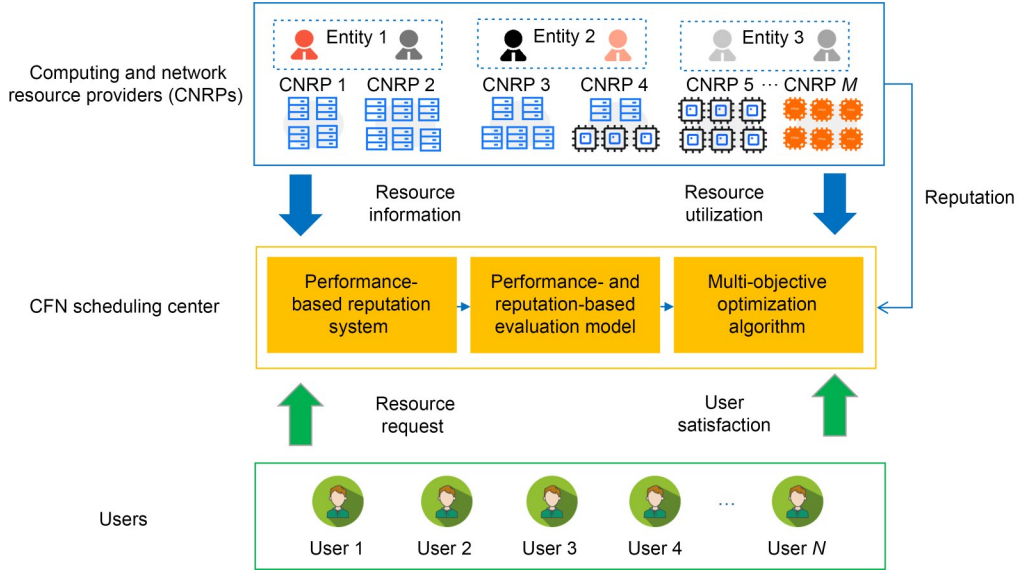 Entity 1
Entity 2
Entity 3
Computing and network
resource providers (CNRPs)
CNRP 1
CNRP 2
CNRP 3
CNRP 4
CNRP 5
...
CNRP M
Resource
information
Resource
utilization
Reputation
CFN scheduling center
Performance-
based reputation
system
Performance- and
reputation-based
evaluation model
Multi-objective
optimization
algorithm
Resource
request
User
satisfaction
Users
...
User 1
User 2
User 3
User 4
User N